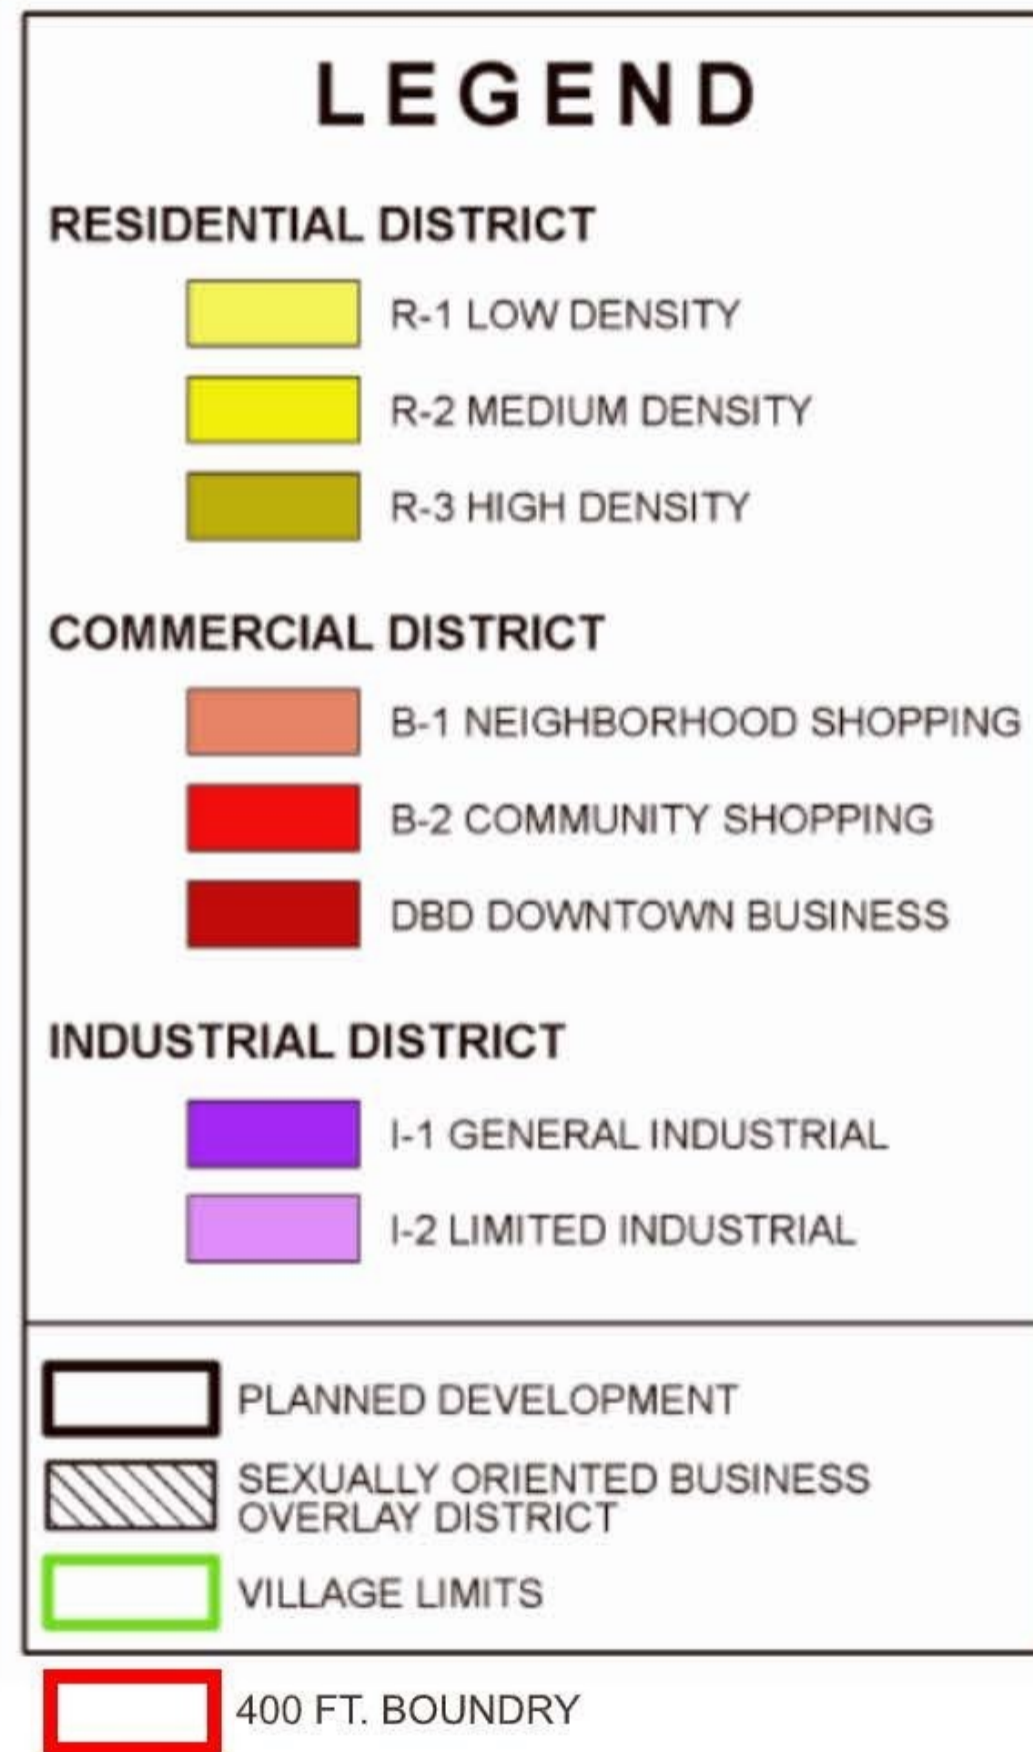 LEGEND
RESIDENTIAL DISTRICT
R-1 LOW DENSITY
R-2 MEDIUM DENSITY
R-3 HIGH DENSITY
COMMERCIAL DISTRICT
B-1 NEIGHBORHOOD SHOPPING
B-2 COMMUNITY SHOPPING
DBD DOWNTOWN BUSINESS
INDUSTRIAL DISTRICT
I-1 GENERAL INDUSTRIAL
I-2 LIMITED INDUSTRIAL
PLANNED DEVELOPMENT
SEXUALLY ORIENTED BUSINESS
OVERLAY DISTRICT
VILLAGE LIMITS
400 FT. BOUNDRY